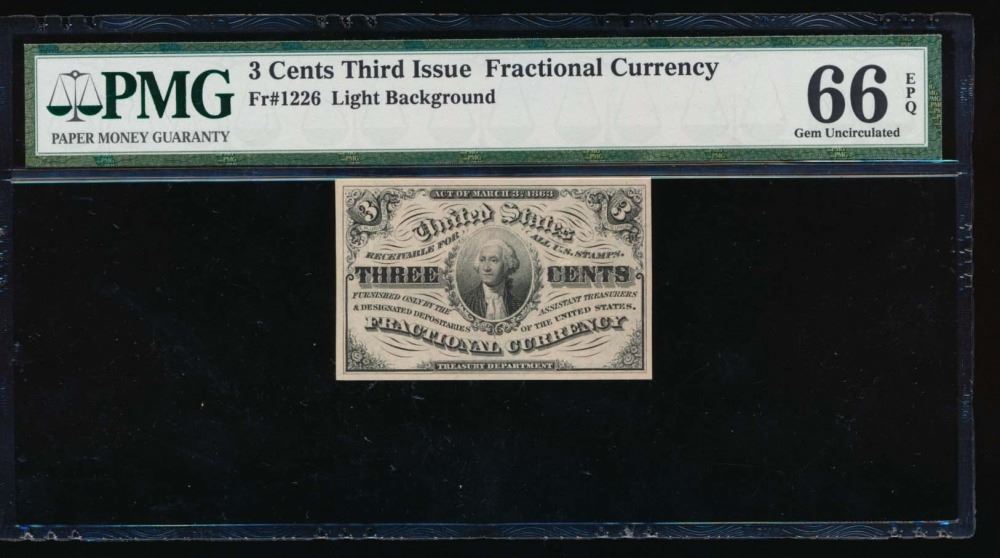 PMG
PAPER MONEY GUARANTY
3 Cents Third Issue Fractional Currency
Fr#1226 Light Background
66
EPQ
Gem Uncirculated
ACT OF MARCH 3, 1863
3
3
United States
RECEIVABLE FOR ALL U.S. STAMPS.
THREE CENTS
FURNISHED ONLY BY THE ASSISTANT TREASURERS
& DESIGNATED DEPOSITARIES OF THE UNITED STATES.
FRACTIONAL CURRENCY
TREASURY DEPARTMENT